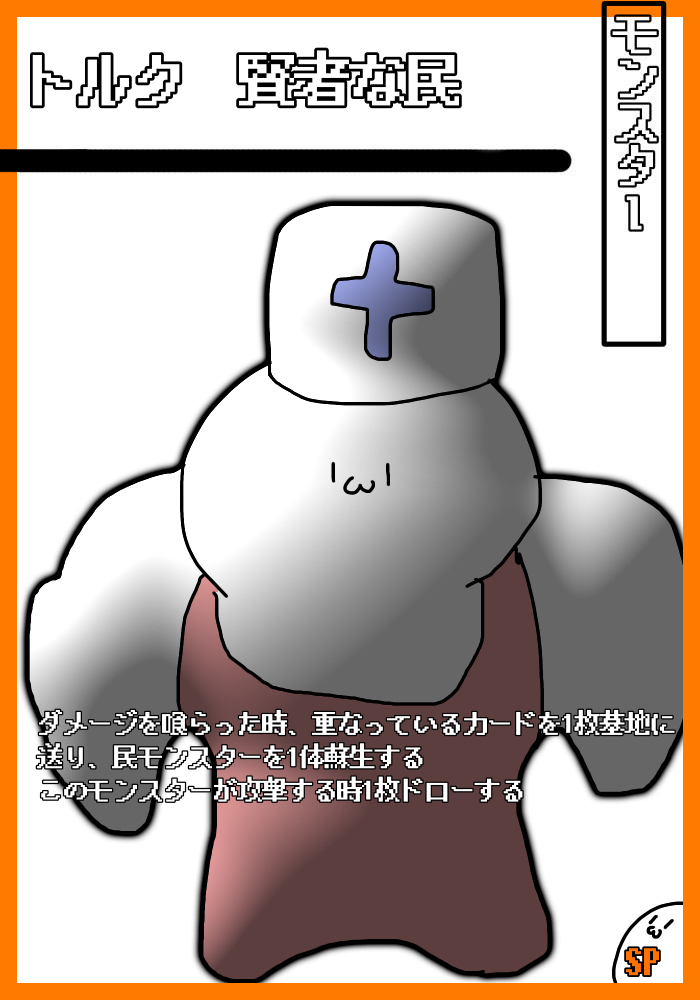 トルク 賢者な民
モンスター
ダメージを喰らった時、重なっているカードを1枚墓地に
送り、民モンスターを1体蘇生する
このモンスターが攻撃する時1枚ドローする
SP